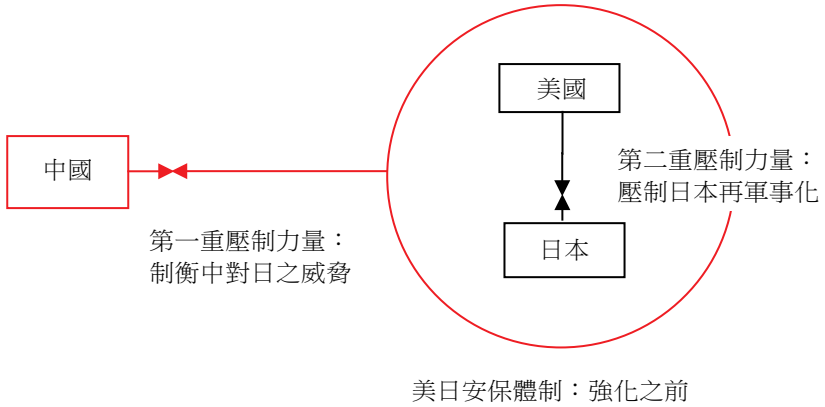 美國
中國
第二重壓制力量：
壓制日本再軍事化
第一重壓制力量：
制衡中對日之威脅
日本
美日安保體制：強化之前